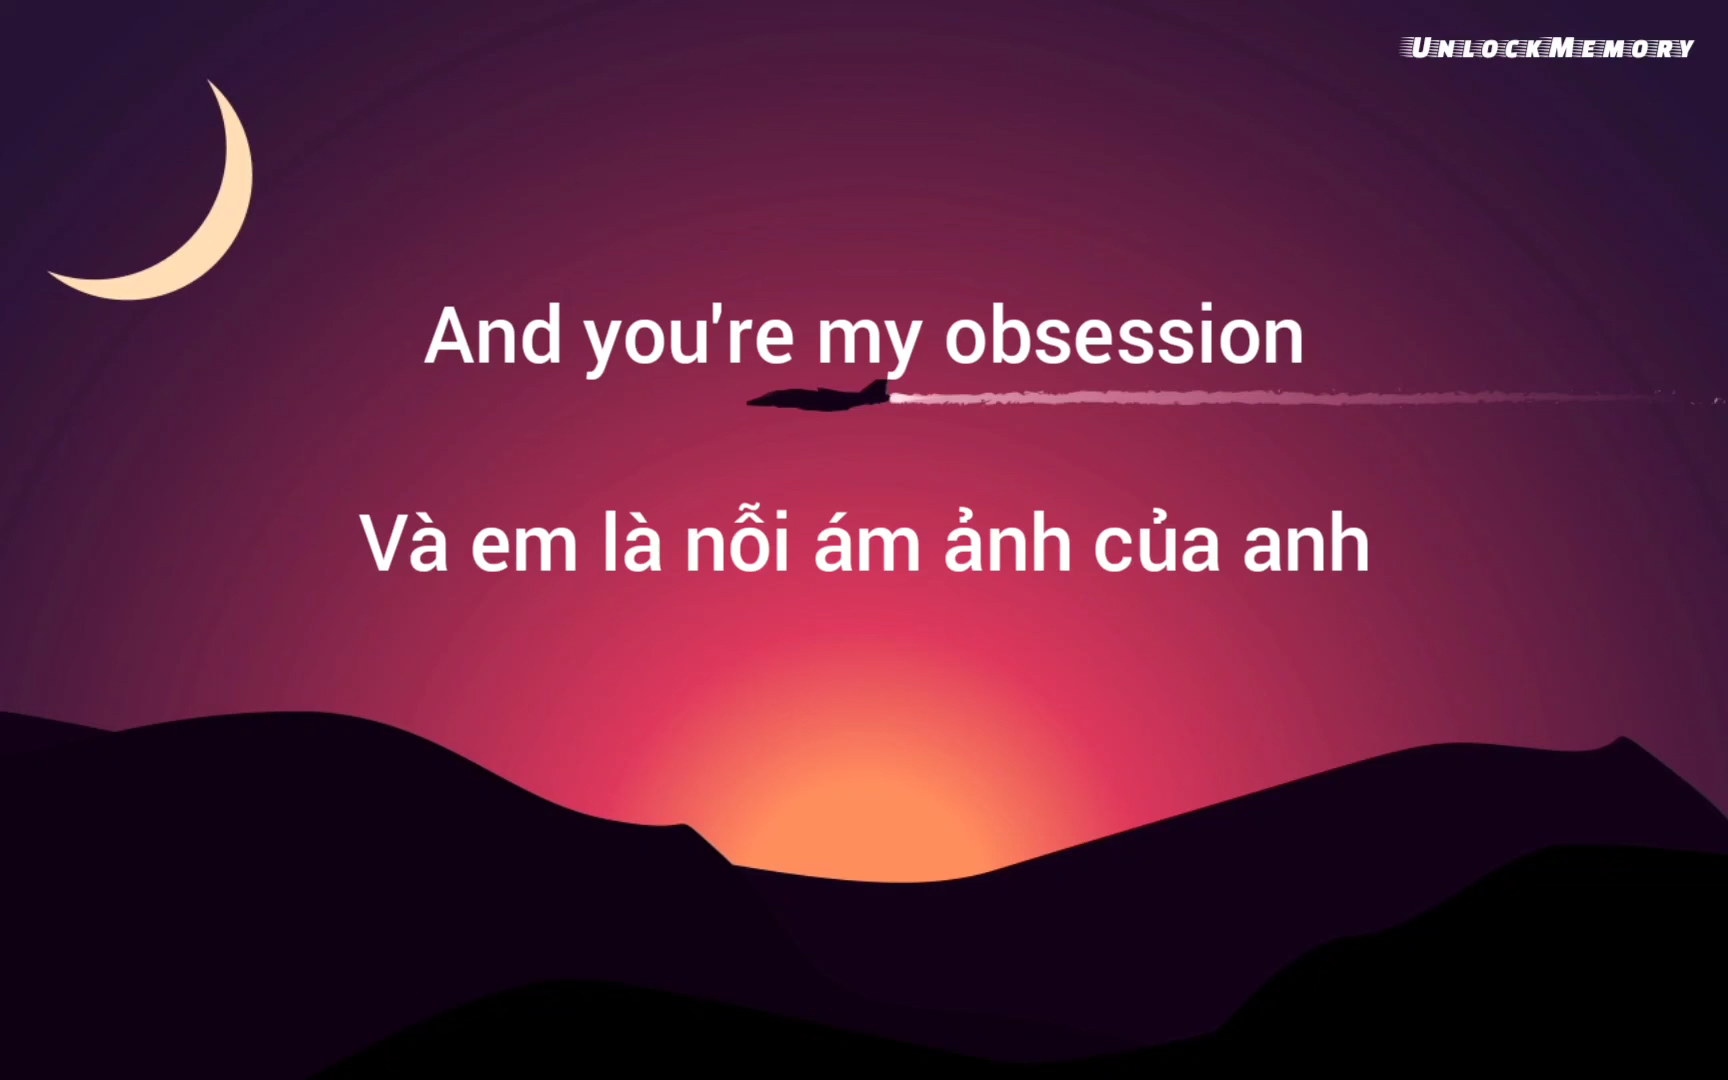 UnlockMemory
And you're my obsession
Và em là nỗi ám ảnh của anh